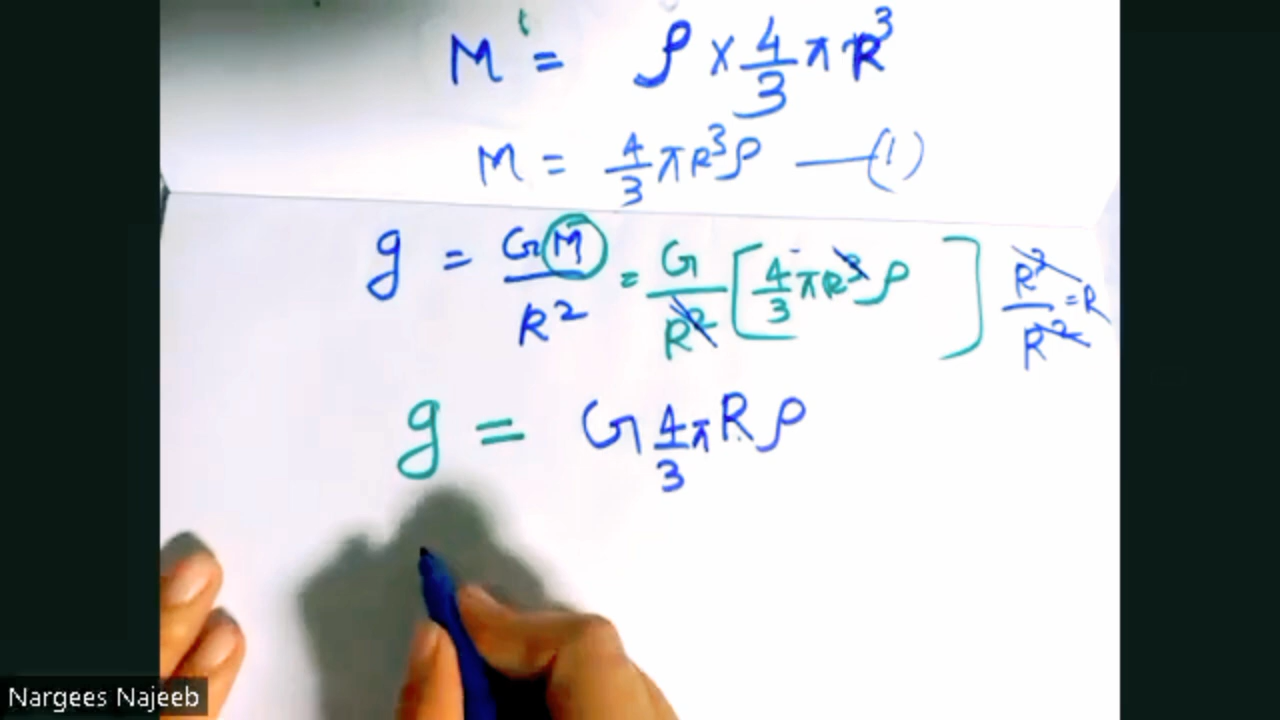 M = ρ × 4/3 π R³
M = 4/3 π R³ ρ —(1)
g = GM/R² = G/R² [4/3 π R³ ρ] R³/R² = R
g = G 4/3 π R ρ
Nargees Najeeb